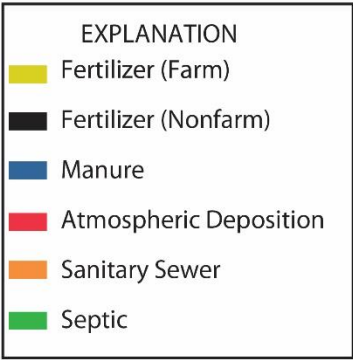 EXPLANATION
Fertilizer (Farm)
Fertilizer (Nonfarm)
Manure
Atmospheric Deposition
Sanitary Sewer
Septic